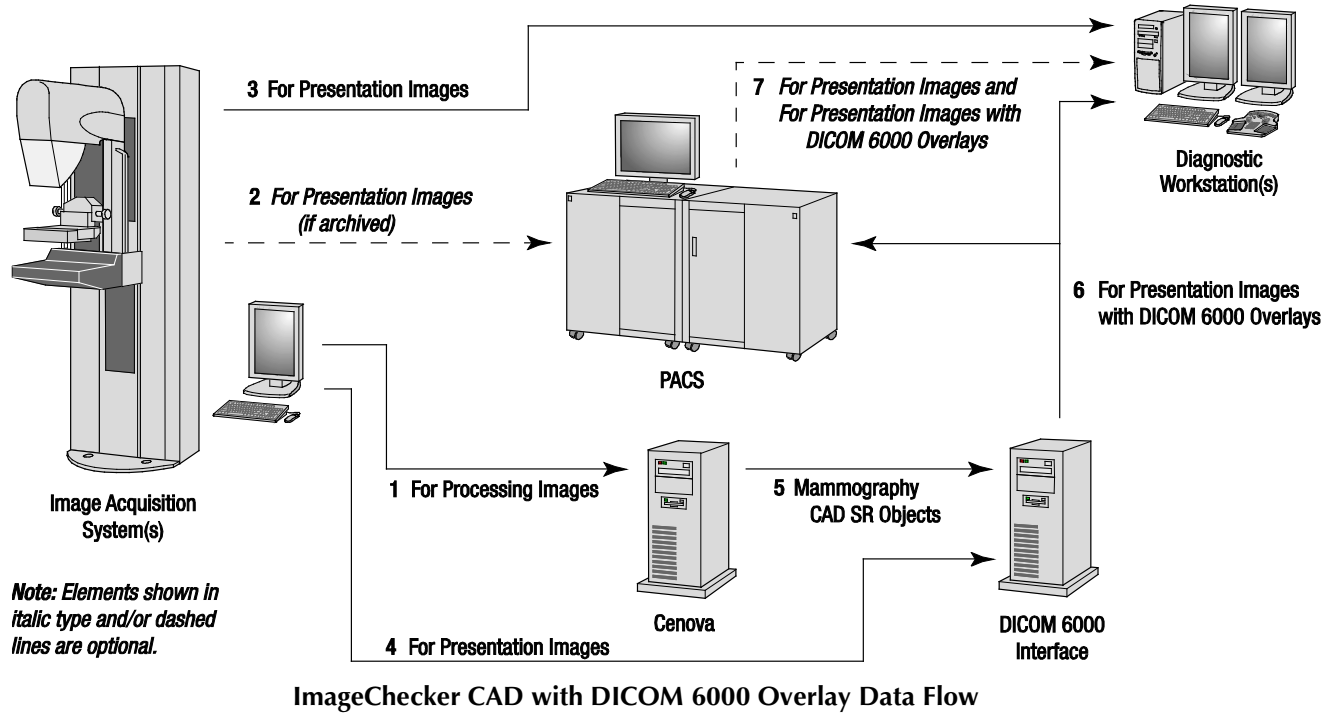 3 For Presentation Images
7 For Presentation Images and
For Presentation Images with
DICOM 6000 Overlays
Diagnostic
Workstation(s)
2 For Presentation Images
(if archived)
6 For Presentation Images
with DICOM 6000 Overlays
PACS
1 For Processing Images
5 Mammography
CAD SR Objects
Image Acquisition
System(s)
Note: Elements shown in
italic type and/or dashed
lines are optional.
Cenova
DICOM 6000
Interface
4 For Presentation Images
ImageChecker CAD with DICOM 6000 Overlay Data Flow